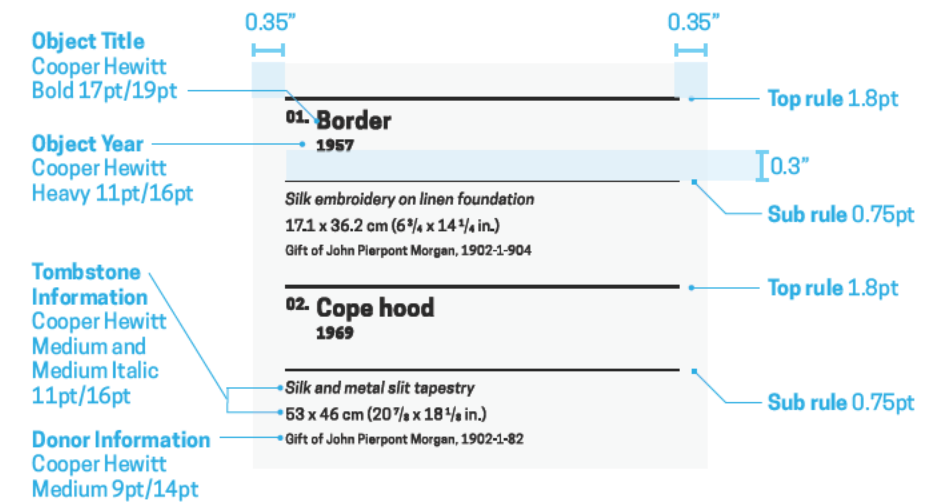 0.35”
0.35”
Object Title
Cooper Hewitt
Bold 17pt/19pt
Top rule 1.8pt
01. Border
1957
Object Year
Cooper Hewitt
Heavy 11pt/16pt
0.3”
Sub rule 0.75pt
Silk embroidery on linen foundation
17.1 x 36.2 cm (6 ³/₄ x 14 ¹/₄ in.)
Gift of John Pierpont Morgan, 1902-1-904
Top rule 1.8pt
02. Cope hood
1969
Tombstone
Information
Cooper Hewitt
Medium and
Medium Italic
11pt/16pt
Sub rule 0.75pt
Silk and metal slit tapestry
53 x 46 cm (20 ⁷/₈ x 18 ¹/₈ in.)
Gift of John Pierpont Morgan, 1902-1-82
Donor Information
Cooper Hewitt
Medium 9pt/14pt